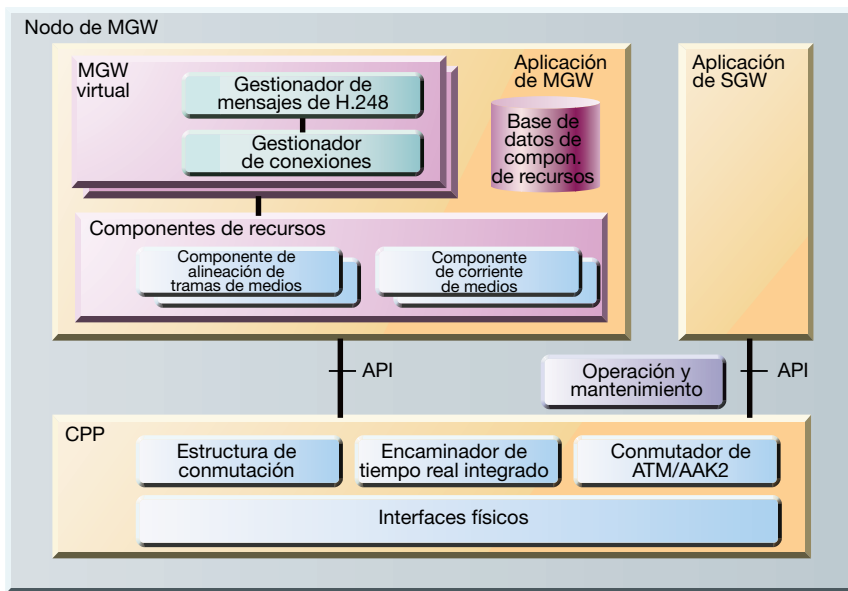 Nodo de MGW
MGW
virtual
Gestionador de
mensajes de H.248
Gestionador
de conexiones
Aplicación
de MGW
Base de
datos de
compon.
de recursos
Aplicación
de SGW
Componentes de recursos
Componente de
alineación de
tramas de medios
Componente
de corriente
de medios
API
Operación y
mantenimiento
API
CPP
Estructura de
conmutación
Encaminador de
tiempo real integrado
Conmutador de
ATM/AAK2
Interfaces físicos